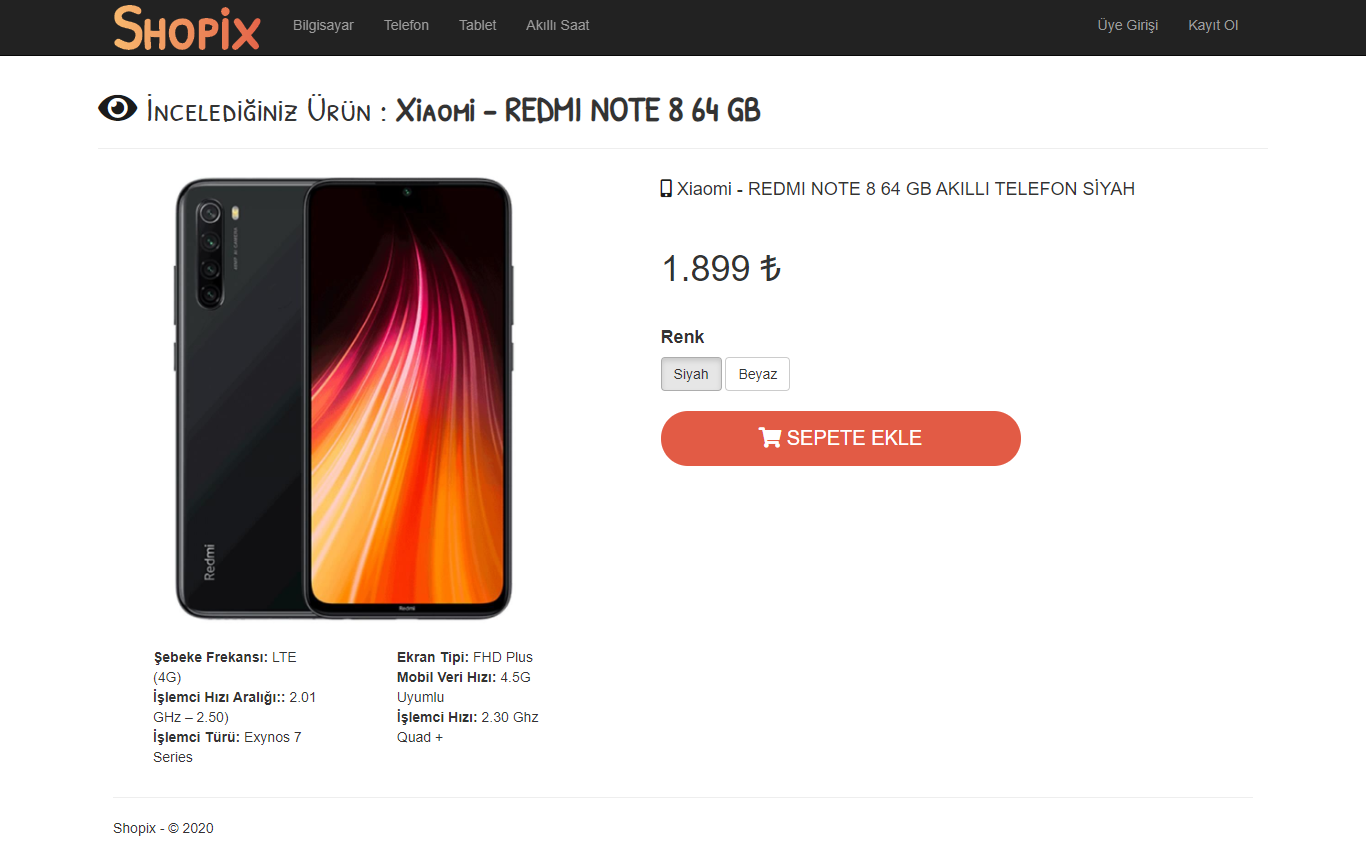 SHOPİX Bilgisayar Telefon Tablet Akıllı Saat Üye Girişi Kayıt Ol
İncelediğiniz Ürün : Xiaomi - REDMI NOTE 8 64 GB
Xiaomi - REDMI NOTE 8 64 GB AKILLI TELEFON SİYAH
1.899 ₺
Renk
Siyah Beyaz
SEPETE EKLE
Redmi
Redmi
Şebeke Frekansı: LTE
(4G)
İşlemci Hızı Aralığı:: 2.01
GHz – 2.50)
İşlemci Türü: Exynos 7
Series
Ekran Tipi: FHD Plus
Mobil Veri Hızı: 4.5G
Uyumlu
İşlemci Hızı: 2.30 Ghz
Quad +
Shopix - © 2020